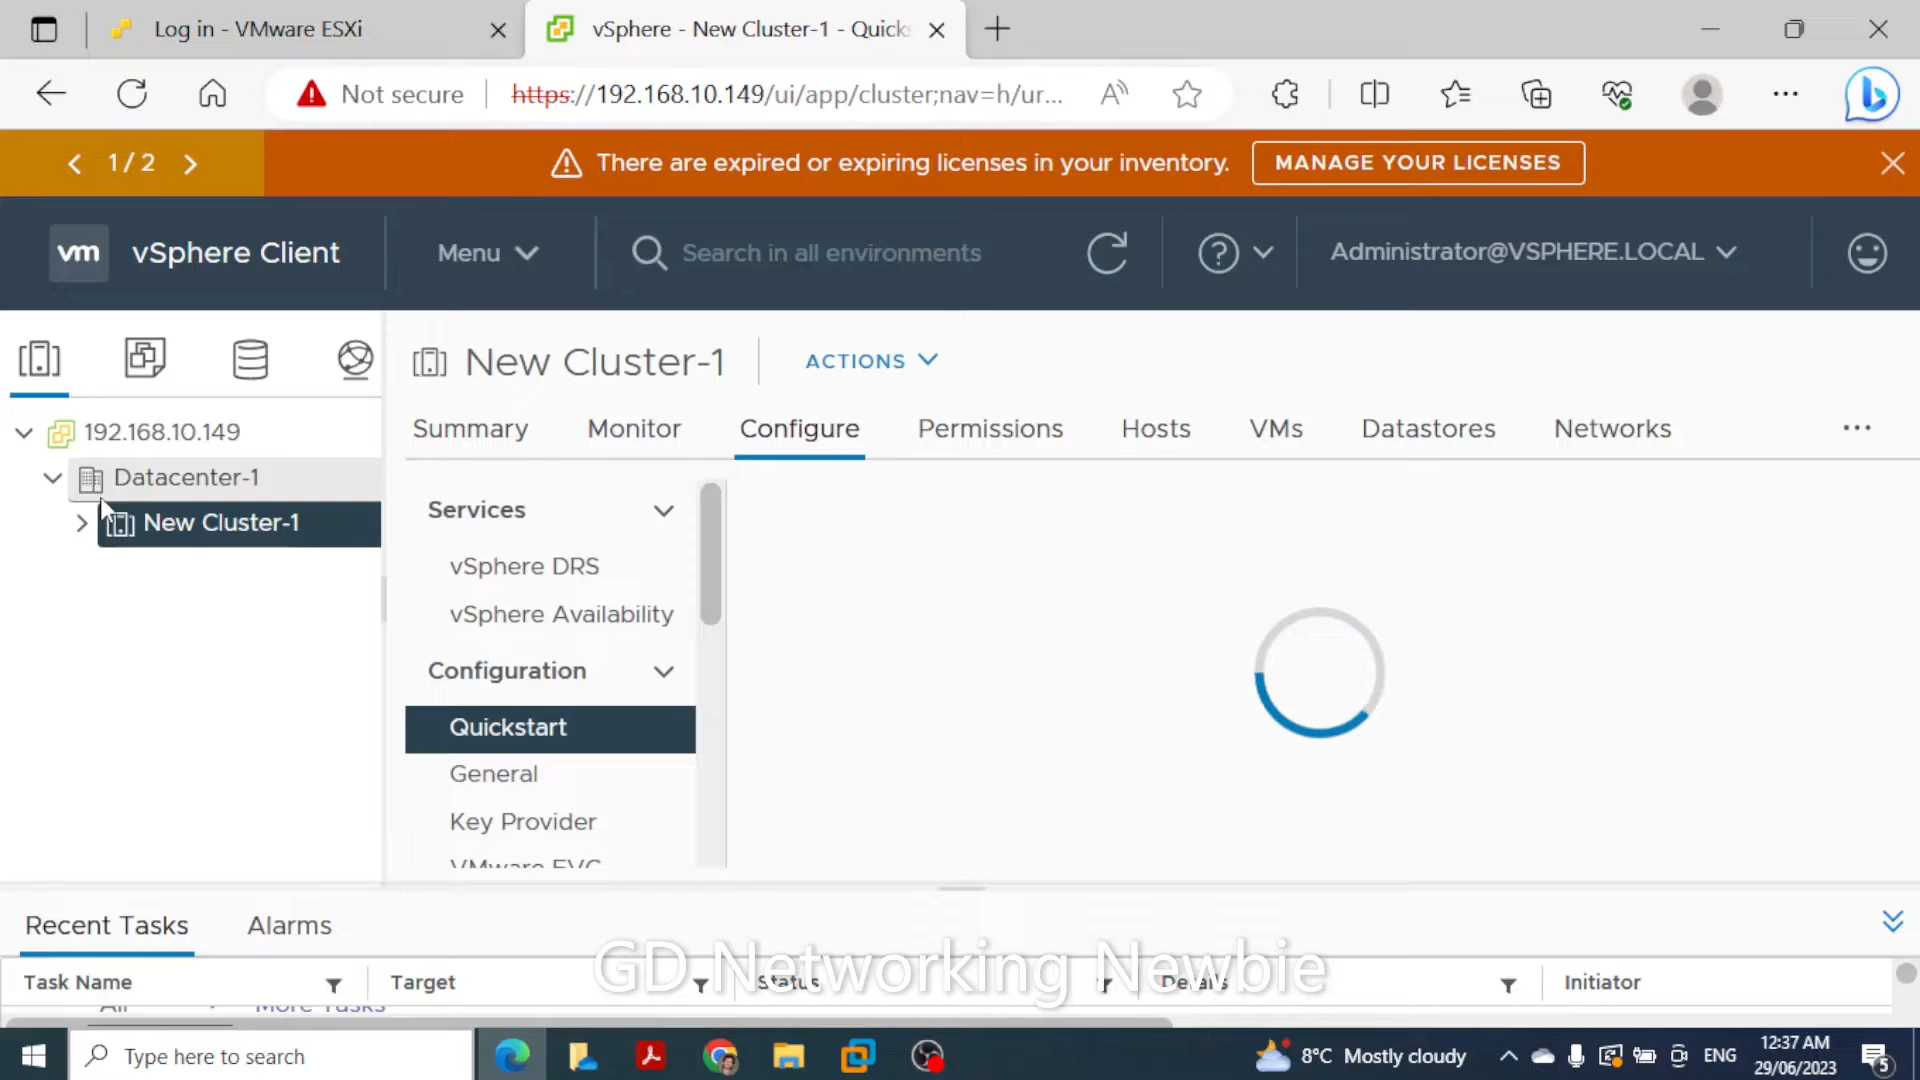 Log in - VMware ESXi
vSphere - New Cluster-1 - Quicks
Not secure
https://192.168.10.149/ui/app/cluster;nav=h/ur...
1 / 2
There are expired or expiring licenses in your inventory.
MANAGE YOUR LICENSES
vm
vSphere Client
Menu
Search in all environments
Administrator@VSPHERE.LOCAL
New Cluster-1
ACTIONS
192.168.10.149
Datacenter-1
New Cluster-1
Summary
Monitor
Configure
Permissions
Hosts
VMs
Datastores
Networks
Services
vSphere DRS
vSphere Availability
Configuration
Quickstart
General
Key Provider
VMware EVC
Recent Tasks
Alarms
Task Name
Target
Status
Details
Initiator
All
More Tasks
GD Networking Newbie
Type here to search
8°C Mostly cloudy
ENG
12:37 AM
29/06/2023
5